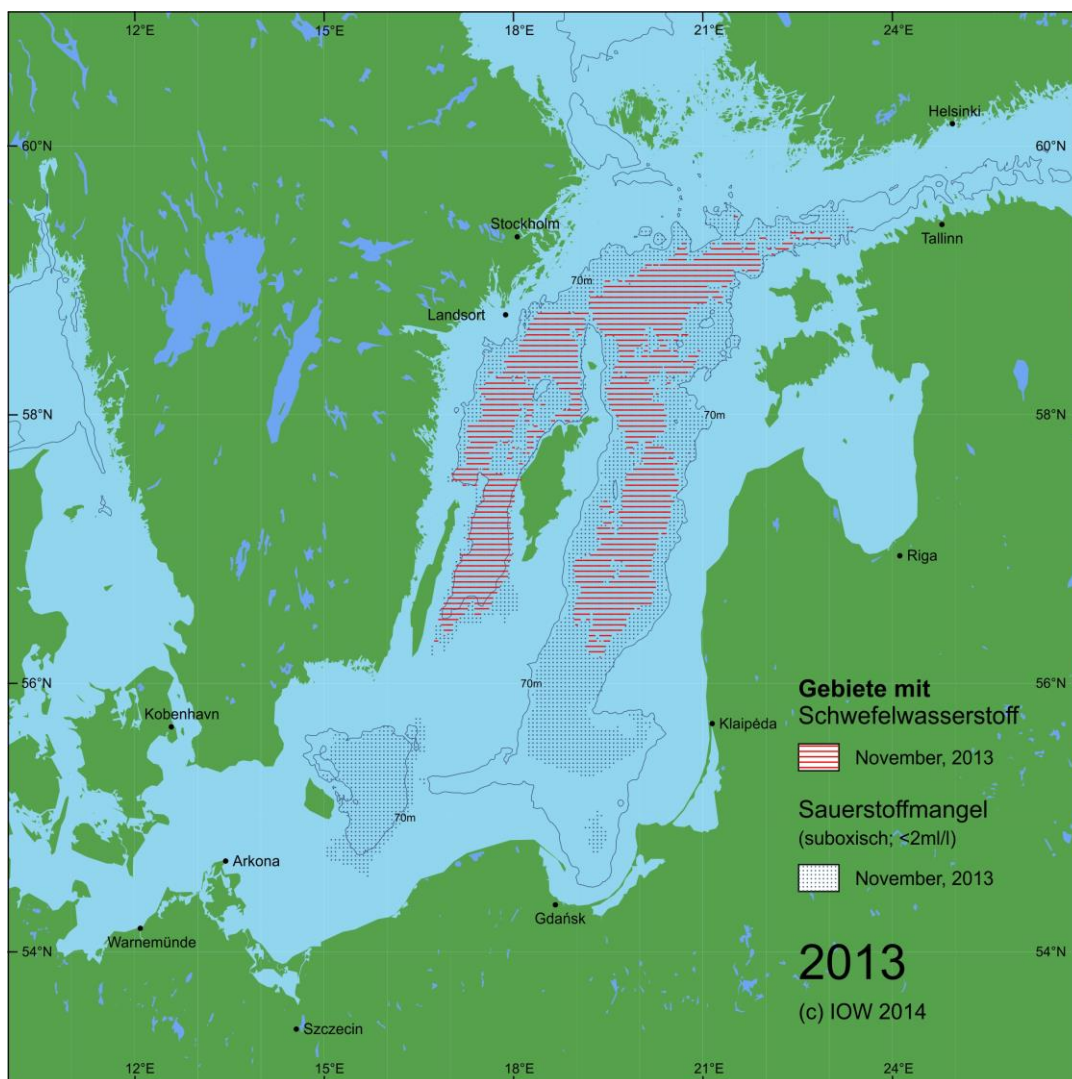 12°E
15°E
18°E
21°E
24°E
Helsinki
60°N
60°N
Stockholm
Tallinn
70m
Landsort
58°N
70m
58°N
Riga
56°N
70m
56°N
Gebiete mit
Schwefelwasserstoff
Kobenhavn
Klaipėda
November, 2013
Sauerstoffmangel
(suboxisch; <2ml/l)
70m
Arkona
November, 2013
Gdańsk
Warnemünde
54°N
54°N
2013
(c) IOW 2014
Szczecin
12°E
15°E
18°E
21°E
24°E